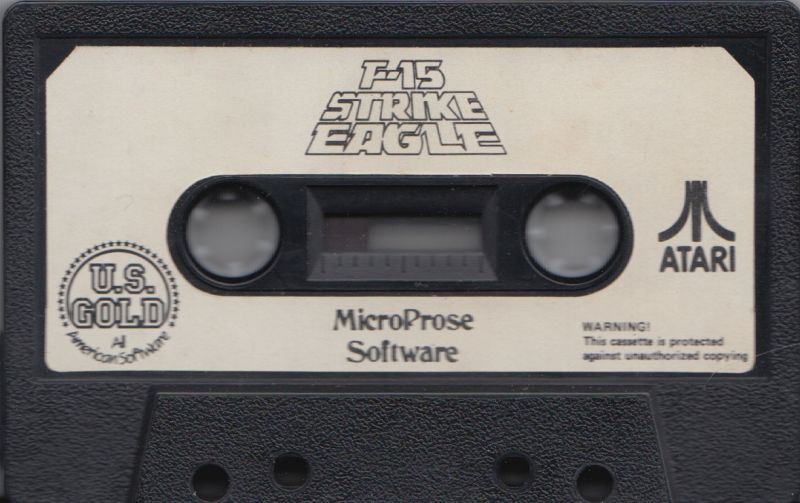 F-15
STRIKE
EAGLE
U.S.
GOLD
All
American Software
ATARI
MicroProse
Software
WARNING!
This cassette is protected
against unauthorized copying